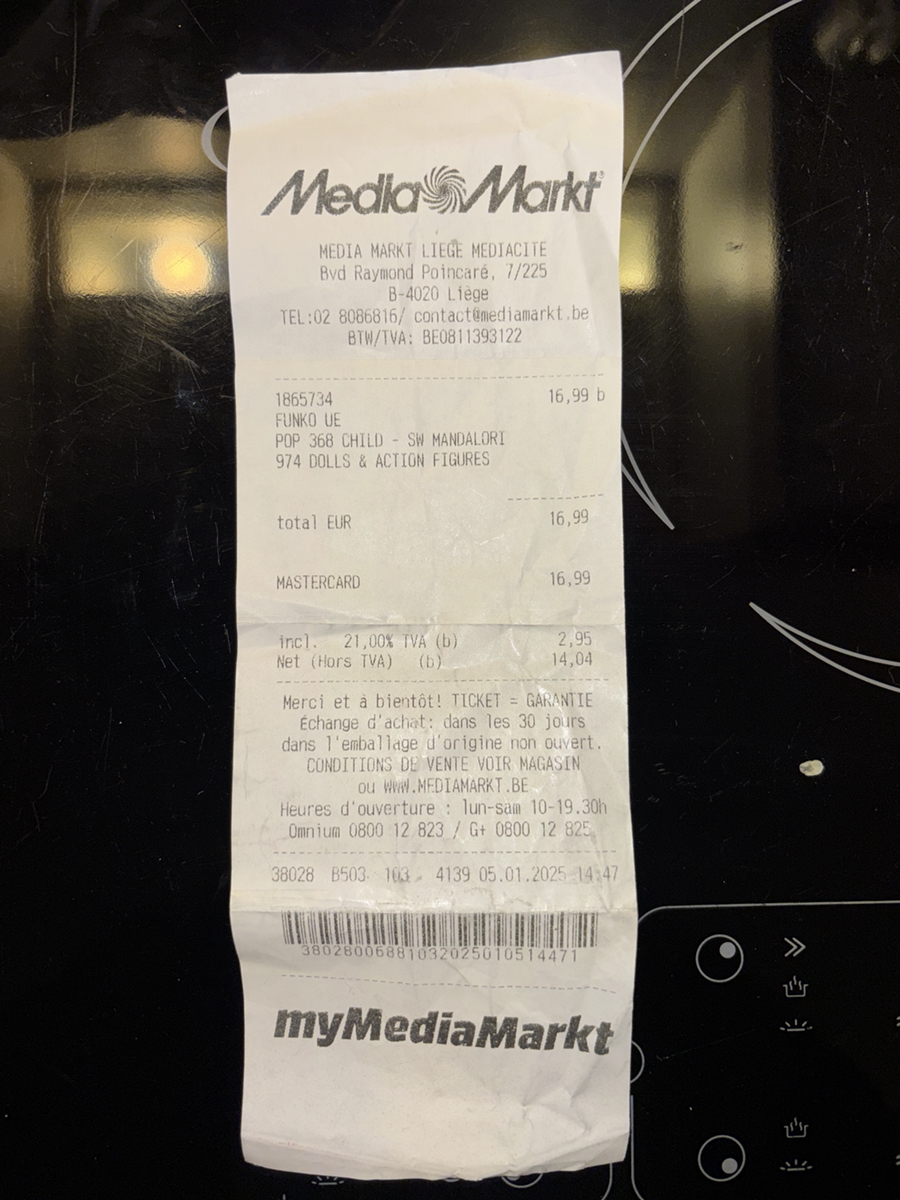 Media Markt
MEDIA MARKT LIEGE MEDIACITE
Bvd Raymond Poincaré, 7/225
B-4020 Liège
TEL:02 8086816/ contact@mediamarkt.be
BTW/TVA: BE0811393122
1865734 16,99 b
FUNKO UE
POP 368 CHILD - SW MANDALORI
974 DOLLS & ACTION FIGURES
total EUR 16,99
MASTERCARD 16,99
incl. 21,00% TVA (b) 2,95
Net (Hors TVA) (b) 14,04
Merci et à bientôt! TICKET = GARANTIE
Échange d'achat: dans les 30 jours
dans l'emballage d'origine non ouvert.
CONDITIONS DE VENTE VOIR MAGASIN
ou WWW.MEDIAMARKT.BE
Heures d'ouverture : lun-sam 10-19.30h
Omnium 0800 12 823 / G+ 0800 12 825
38028 B503 103 4139 05.01.2025 14:47
38028006881032025010514471
myMediaMarkt